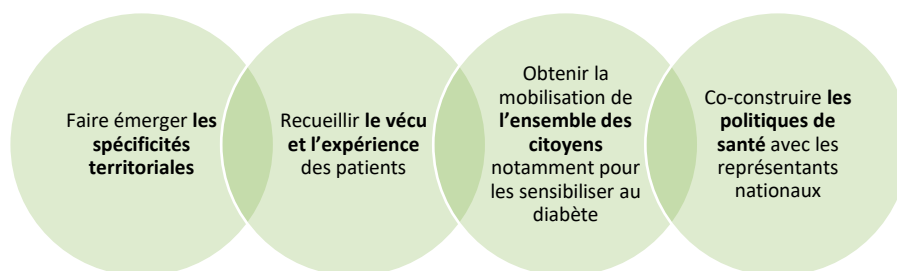 Faire émerger les
spécificités
territoriales
Recueillir le vécu
et l’expérience
des patients
Obtenir la
mobilisation de
l’ensemble des
citoyens
notamment pour
les sensibiliser au
diabète
Co-construire les
politiques de
santé avec les
représentants
nationaux